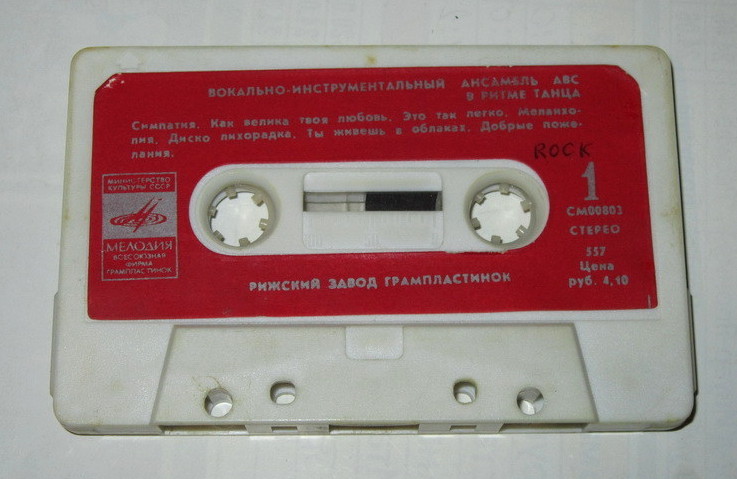 ВОКАЛЬНО-ИНСТРУМЕНТАЛЬНЫЙ АНСАМБЛЬ ABC
В РИТМЕ ТАНЦА
Симпатия. Как велика твоя любовь. Это так легко. Меланхо-
лия. Диско лихорадка. Ты живешь в облаках. Добрые поже-
лания.
ROCK
1
СМ00803
СТЕРЕО
557
Цена
руб. 4,10
МИНИСТЕРСТВО
КУЛЬТУРЫ СССР
МЕЛОДИЯ
ВСЕСОЮЗНАЯ
ФИРМА
ГРАМПЛАСТИНОК
РИЖСКИЙ ЗАВОД ГРАМПЛАСТИНОК